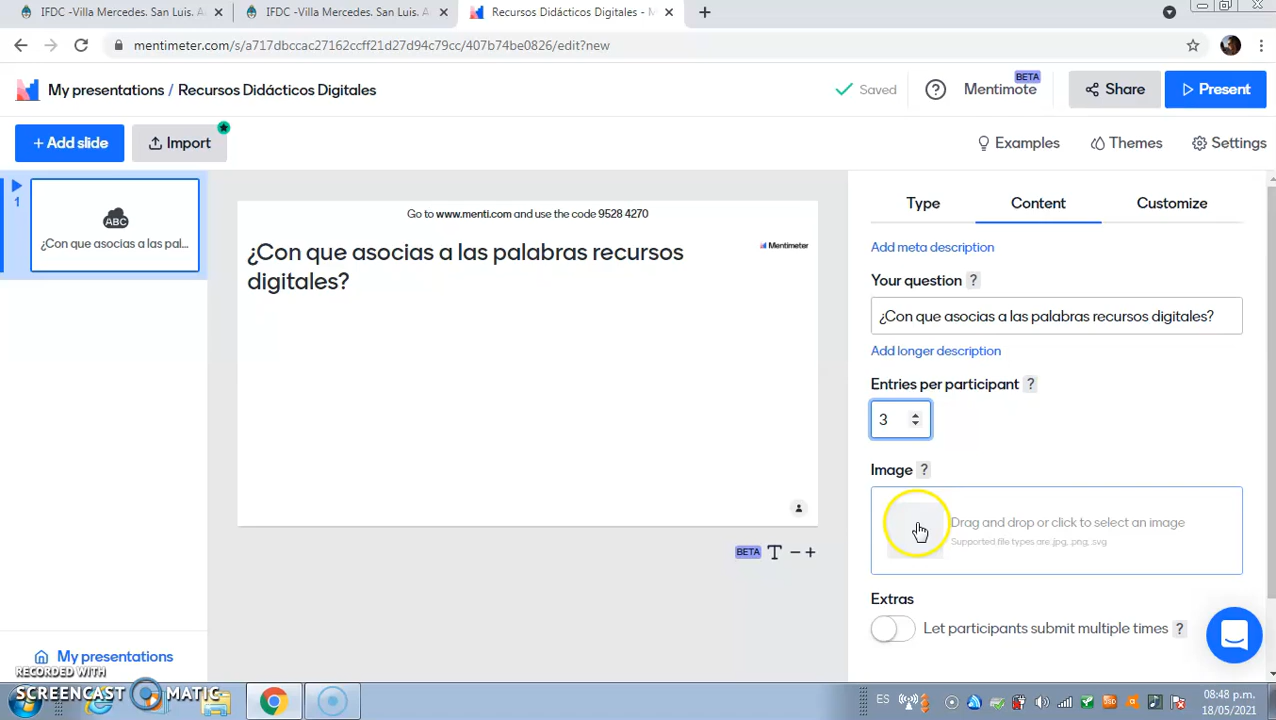 IFDC -Villa Mercedes. San Luis. A
IFDC -Villa Mercedes. San Luis. A
Recursos Didácticos Digitales - M
mentimeter.com/s/a717dbccac27162ccff21d27d94c79cc/407b74be0826/edit?new
My presentations / Recursos Didácticos Digitales
Saved
Mentimote
BETA
Share
Present
+ Add slide
Import
Examples
Themes
Settings
1
ABC
¿Con que asocias a las pal...
Go to www.menti.com and use the code 9528 4270
¿Con que asocias a las palabras recursos
digitales?
Mentimeter
BETA T − +
Type
Content
Customize
Add meta description
Your question ?
¿Con que asocias a las palabras recursos digitales?
Add longer description
Entries per participant ?
3
Image ?
Drag and drop or click to select an image
Supported file types are .jpg, .png, .svg
Extras
Let participants submit multiple times ?
My presentations
RECORDED WITH
SCREENCAST MATIC
ES
08:48 p.m.
18/05/2021